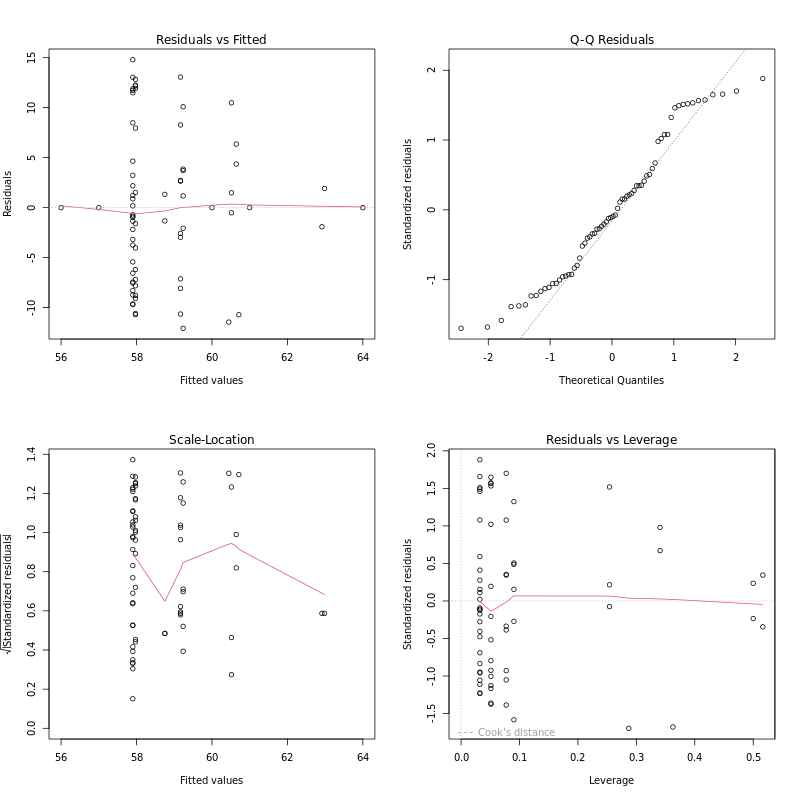 Residuals vs Fitted
Residuals
15
10
5
0
-5
-10
56 58 60 62 64
Fitted values
Q-Q Residuals
Standardized residuals
2
1
0
-1
-2 -1 0 1 2
Theoretical Quantiles
Scale-Location
√|Standardized residuals|
1.4
1.2
1.0
0.8
0.6
0.4
0.2
0.0
56 58 60 62 64
Fitted values
Residuals vs Leverage
Standardized residuals
2.0
1.5
1.0
0.5
0.0
-0.5
-1.0
-1.5
Cook's distance
0.0 0.1 0.2 0.3 0.4 0.5
Leverage